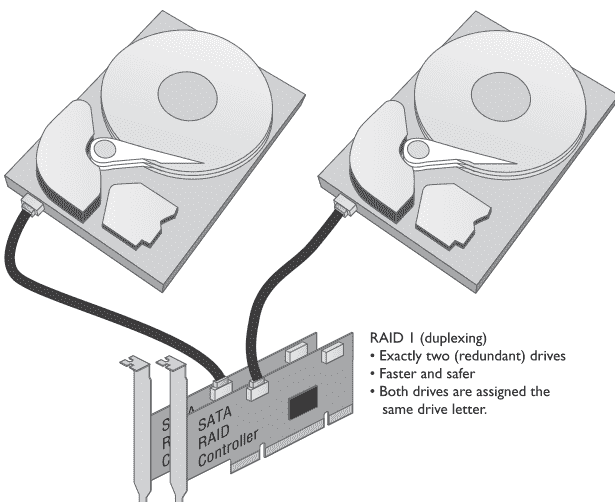 RAID 1 (duplexing)
• Exactly two (redundant) drives
• Faster and safer
• Both drives are assigned the
same drive letter.
S A
R
C
SATA
RAID
Controller